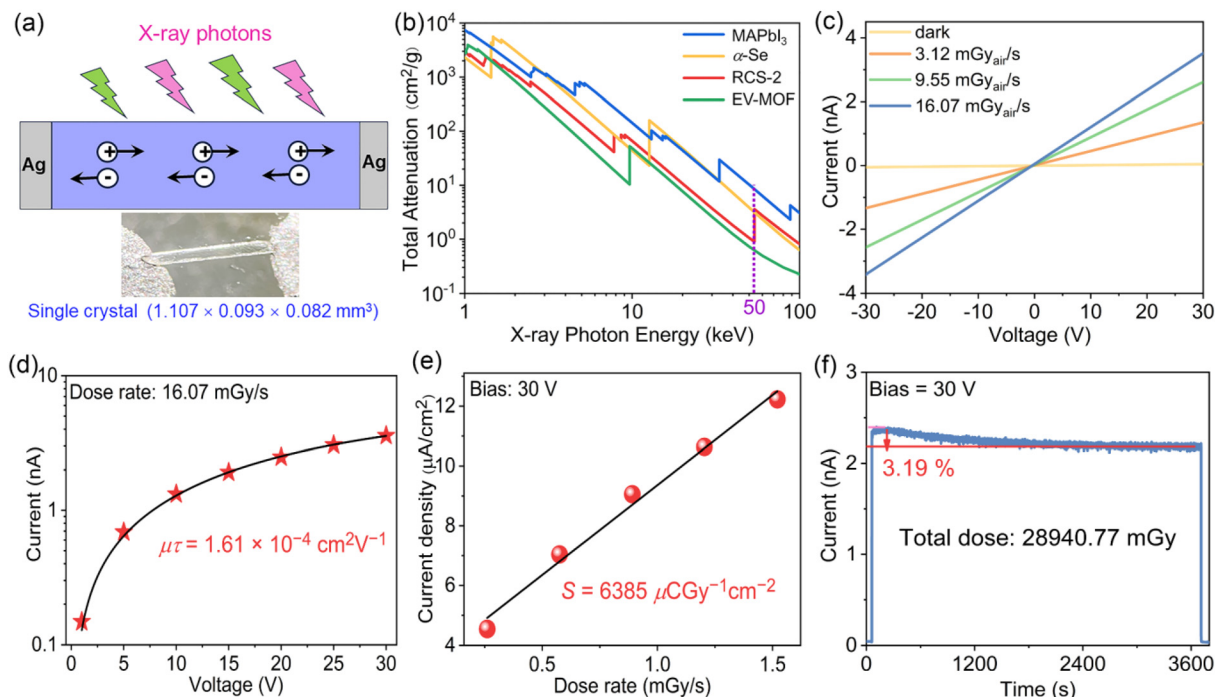 (a)
X-ray photons
Ag
+
+
+
-
-
-
Ag
Single crystal (1.107 × 0.093 × 0.082 mm³)
(b)
Total Attenuation (cm²/g)
10⁴
10³
10²
10¹
10⁰
10⁻¹
MAPbI₃
α-Se
RCS-2
EV-MOF
1
10
50
100
X-ray Photon Energy (keV)
(c)
Current (nA)
4
2
0
-2
-4
dark
3.12 mGyair/s
9.55 mGyair/s
16.07 mGyair/s
-30
-20
-10
0
10
20
30
Voltage (V)
(d)
Dose rate: 16.07 mGy/s
Current (nA)
10
1
0.1
μτ = 1.61 × 10⁻⁴ cm²V⁻¹
0
5
10
15
20
25
30
Voltage (V)
(e)
Bias: 30 V
Current density (μA/cm²)
12
10
8
6
4
S = 6385 μCGy⁻¹cm⁻²
0.5
1.0
1.5
Dose rate (mGy/s)
(f)
Bias = 30 V
Current (nA)
3
2
1
0
3.19 %
Total dose: 28940.77 mGy
0
1200
2400
3600
Time (s)